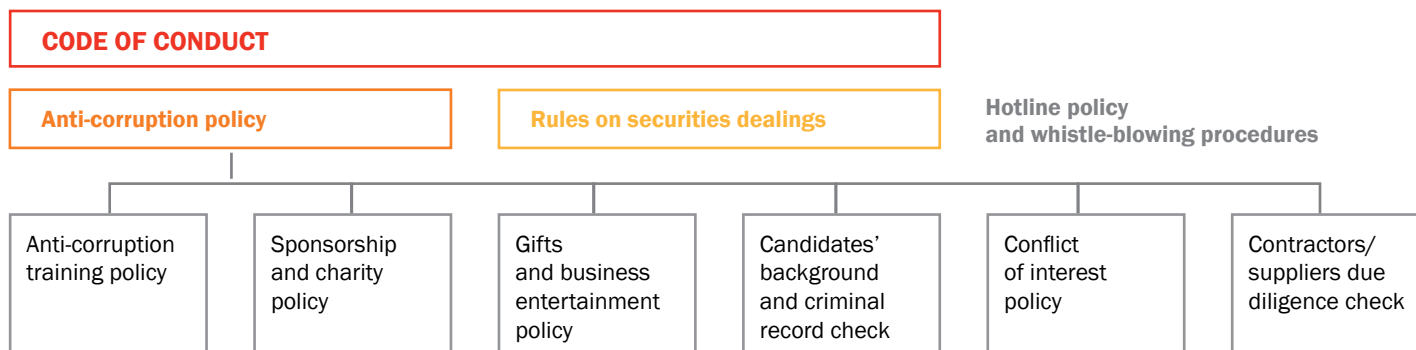 CODE OF CONDUCT
Anti-corruption policy
Rules on securities dealings
Hotline policy
and whistle-blowing procedures
Anti-corruption
training policy
Sponsorship
and charity
policy
Gifts
and business
entertainment
policy
Candidates’
background
and criminal
record check
Conflict
of interest
policy
Contractors/
suppliers due
diligence check